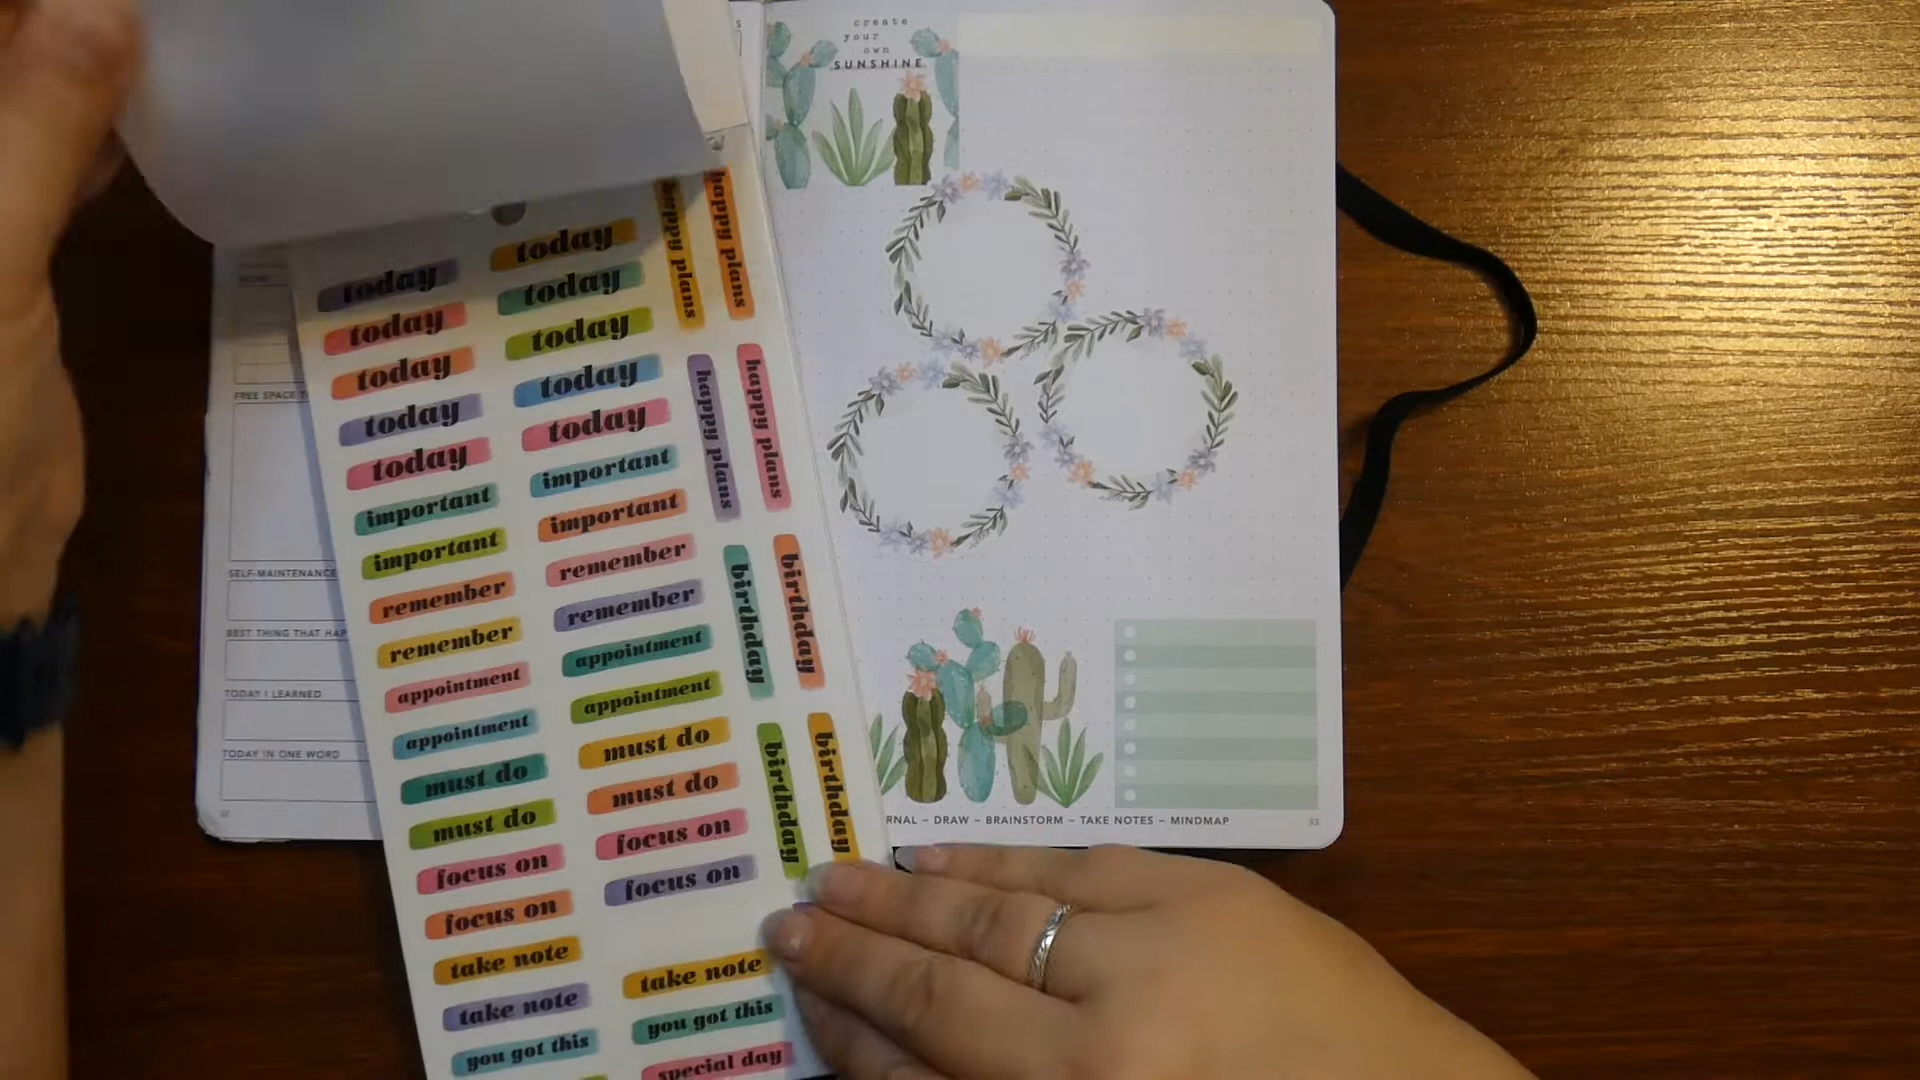 create
your
own
SUNSHINE
FREE SPACE
SELF-MAINTENANCE
BEST THING THAT HAP
TODAY I LEARNED
TODAY IN ONE WORD
today
today
today
today
today
important
important
remember
remember
appointment
appointment
must do
must do
focus on
focus on
take note
take note
you got this
today
today
today
today
today
important
important
remember
remember
appointment
appointment
must do
must do
focus on
focus on
take note
you got this
special day
happy plans
happy plans
happy plans
happy plans
birthday
birthday
birthday
birthday
RNAL – DRAW – BRAINSTORM – TAKE NOTES – MINDMAP
33